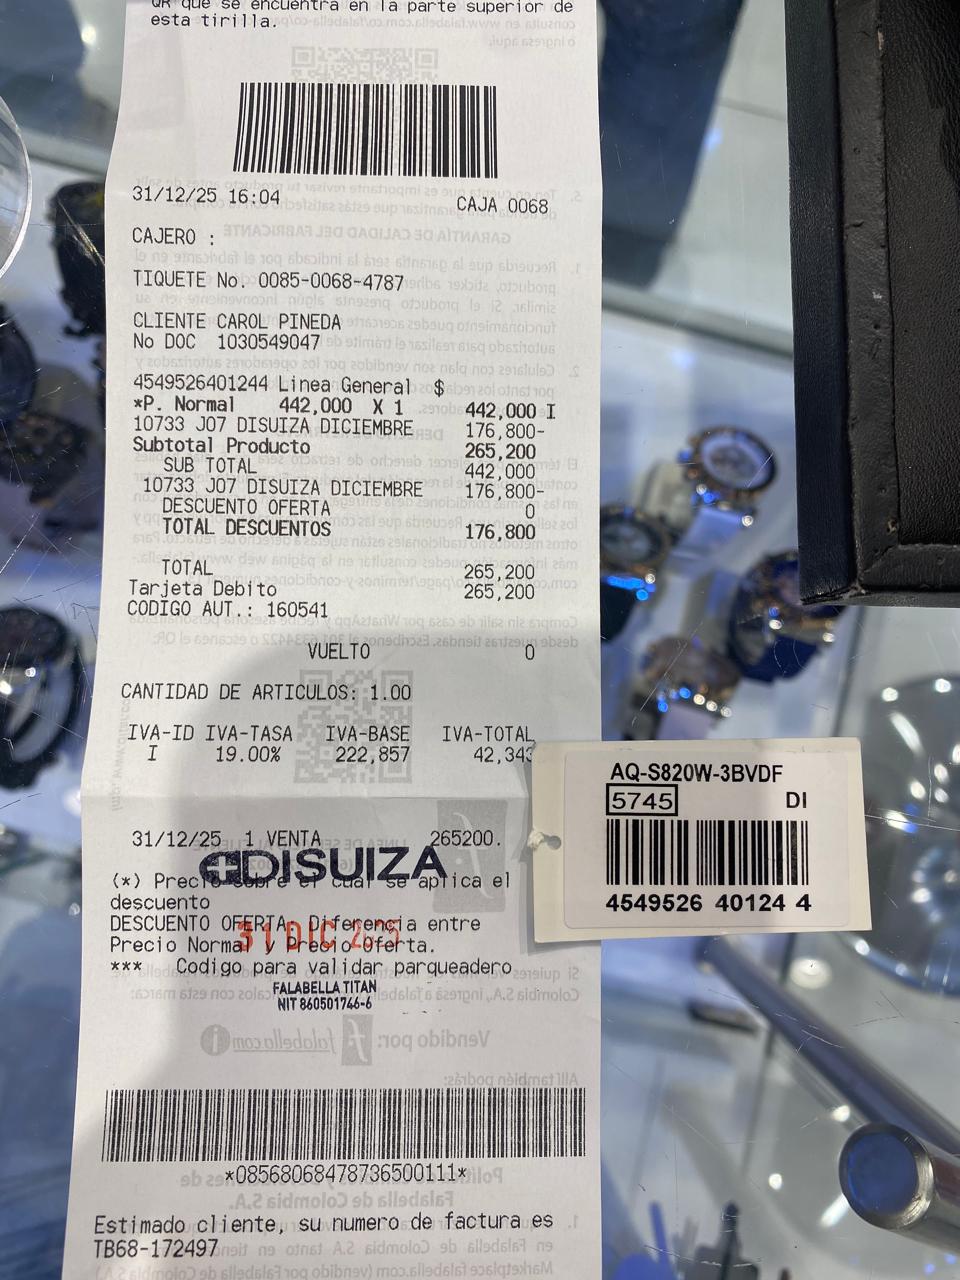 QR que se encuentra en la parte superior de
esta tirilla.
31/12/25 16:04 CAJA 0068
CAJERO :
TIQUETE No. 0085-0068-4787
CLIENTE CAROL PINEDA
No DOC 1030549047
4549526401244 Linea General $
*P. Normal 442,000 X 1 442,000 I
10733 J07 DISUIZA DICIEMBRE 176,800-
Subtotal Producto 265,200
SUB TOTAL 442,000
10733 J07 DISUIZA DICIEMBRE 176,800-
DESCUENTO OFERTA 0
TOTAL DESCUENTOS 176,800
TOTAL 265,200
Tarjeta Debito 265,200
CODIGO AUT.: 160541
VUELTO 0
CANTIDAD DE ARTICULOS: 1.00
IVA-ID IVA-TASA IVA-BASE IVA-TOTAL
I 19.00% 222,857 42,343
31/12/25 1 VENTA 265200.
DISUIZA
(*) Precio sobre el cual se aplica el
descuento
DESCUENTO OFERTA: Diferencia entre
Precio Normal y Precio Oferta.
31 DIC 2025
*** Codigo para validar parqueadero
FALABELLA TITAN
NIT 860501746-6
*08568068478736500111*
Estimado cliente, su numero de factura es
TB68-172497
AQ-S820W-3BVDF
5745 DI
4549526 40124 4